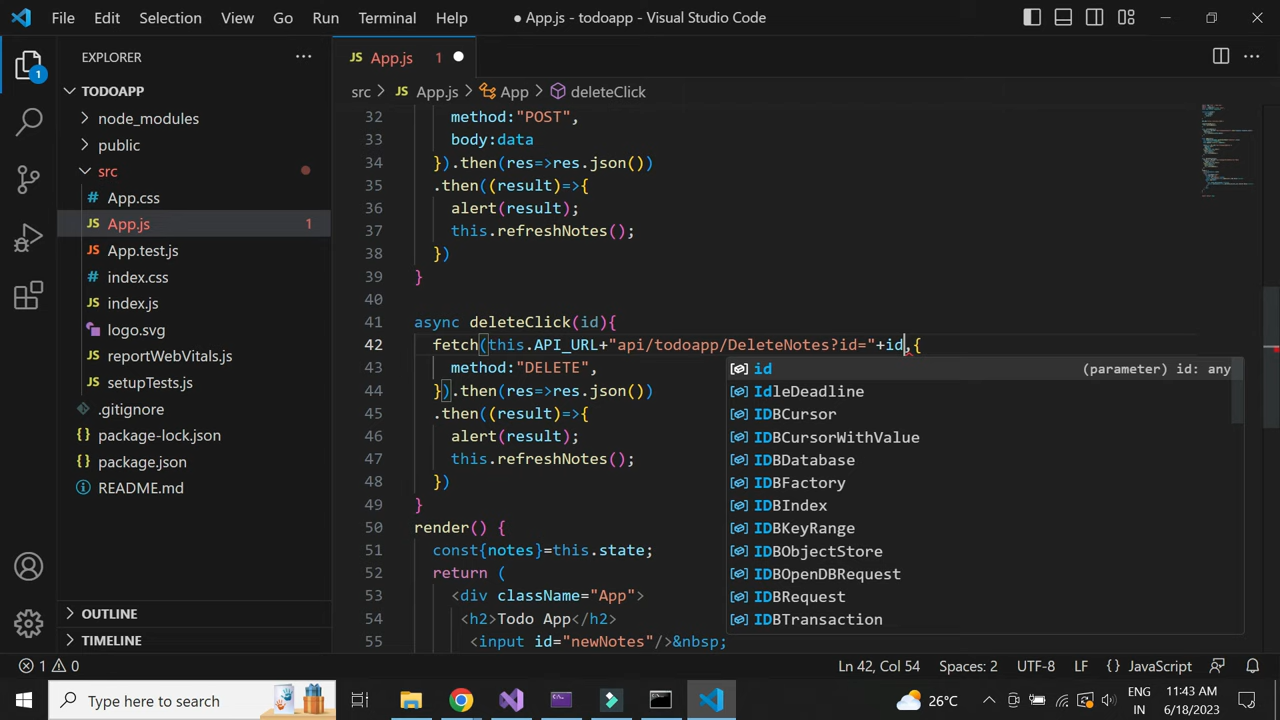 File Edit Selection View Go Run Terminal Help ● App.js - todoapp - Visual Studio Code
EXPLORER
JS App.js 1
1
TODOAPP
src > JS App.js > App > deleteClick
node_modules
public
src
App.css
JS App.js 1
JS App.test.js
# index.css
JS index.js
logo.svg
JS reportWebVitals.js
JS setupTests.js
.gitignore
package-lock.json
package.json
README.md
OUTLINE
TIMELINE
32 method:"POST",
33 body:data
34 }).then(res=>res.json())
35 .then((result)=>{
36 alert(result);
37 this.refreshNotes();
38 })
39 }
40
41 async deleteClick(id){
42 fetch(this.API_URL+"api/todoapp/DeleteNotes?id="+id,{
43 method:"DELETE",
44 }).then(res=>res.json())
45 .then((result)=>{
46 alert(result);
47 this.refreshNotes();
48 })
49 }
50 render() {
51 const{notes}=this.state;
52 return (
53 <div className="App">
54 <h2>Todo App</h2>
55 <input id="newNotes"/>&nbsp;
id (parameter) id: any
IdleDeadline
IDBCursor
IDBCursorWithValue
IDBDatabase
IDBFactory
IDBIndex
IDBKeyRange
IDBObjectStore
IDBOpenDBRequest
IDBRequest
IDBTransaction
1 0 Ln 42, Col 54 Spaces: 2 UTF-8 LF {} JavaScript
Type here to search
26°C
ENG
IN
11:43 AM
6/18/2023